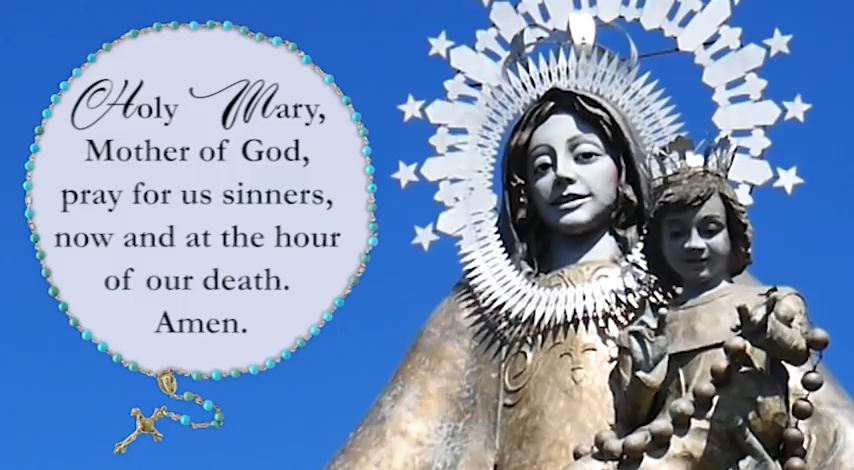 Holy Mary,
Mother of God,
pray for us sinners,
now and at the hour
of our death.
Amen.